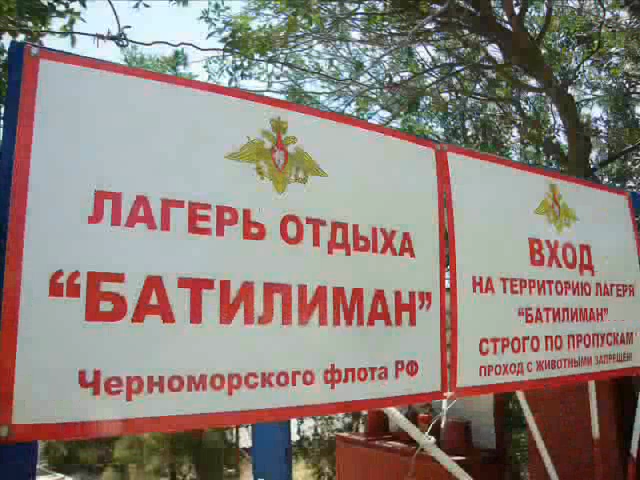 ЛАГЕРЬ ОТДЫХА
“БАТИЛИМАН”
Черноморского флота РФ
ВХОД
НА ТЕРРИТОРИЮ ЛАГЕРЯ
“БАТИЛИМАН”
СТРОГО ПО ПРОПУСКАМ
ПРОХОД С ЖИВОТНЫМИ ЗАПРЕЩЕН